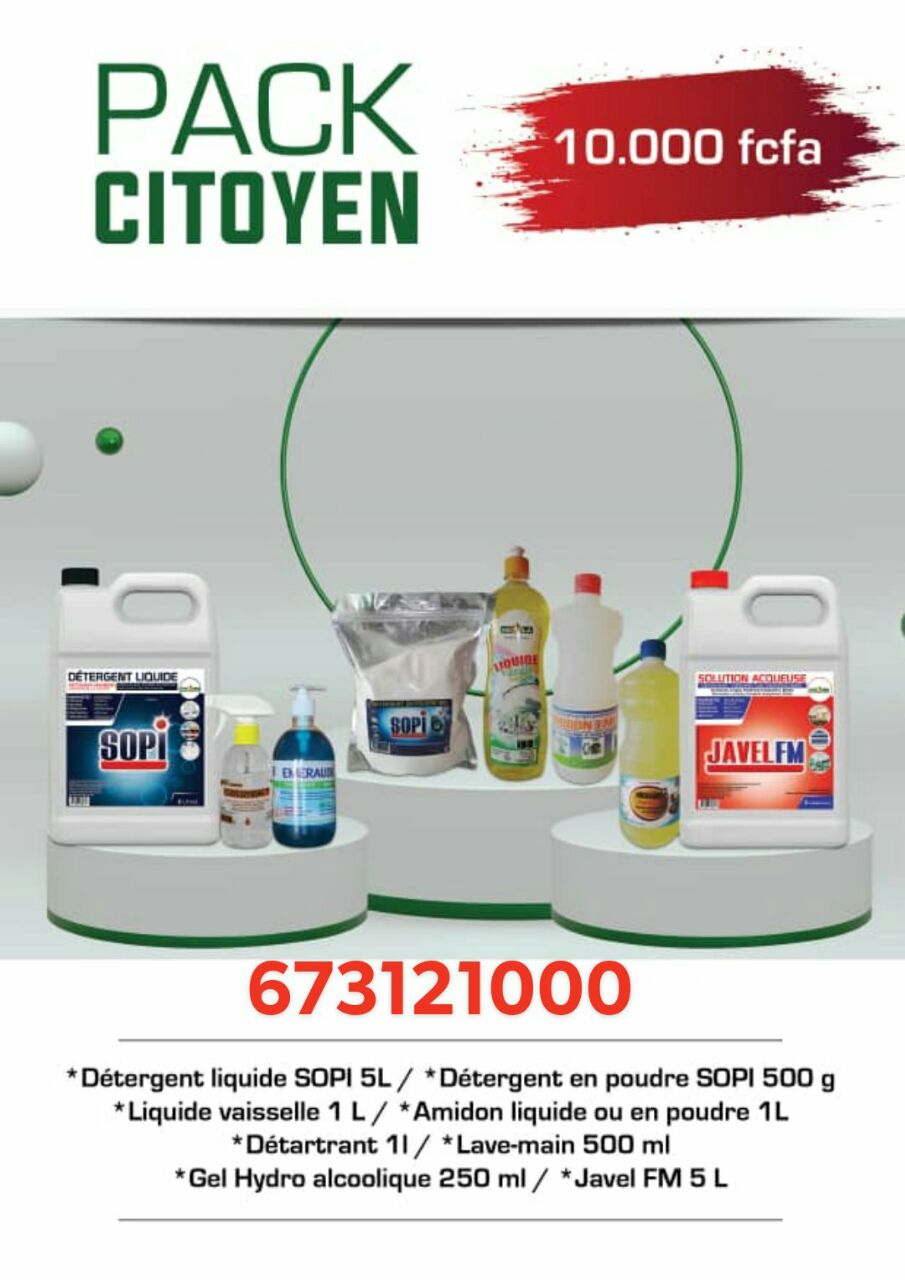 PACK
CITOYEN
10.000 fcfa
DÉTERGENT LIQUIDE
SOPI
EMERAUDE
SOPI
LIQUIDE
SOLUTION ACQUEUSE
JAVEL FM
673121000
*Détergent liquide SOPI 5L / *Détergent en poudre SOPI 500 g
*Liquide vaisselle 1 L / *Amidon liquide ou en poudre 1L
*Détartrant 1l / *Lave-main 500 ml
*Gel Hydro alcoolique 250 ml / *Javel FM 5 L